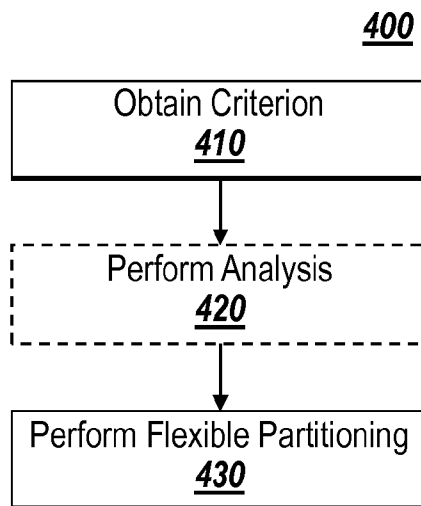 400
Obtain Criterion
410
Perform Analysis
420
Perform Flexible Partitioning
430